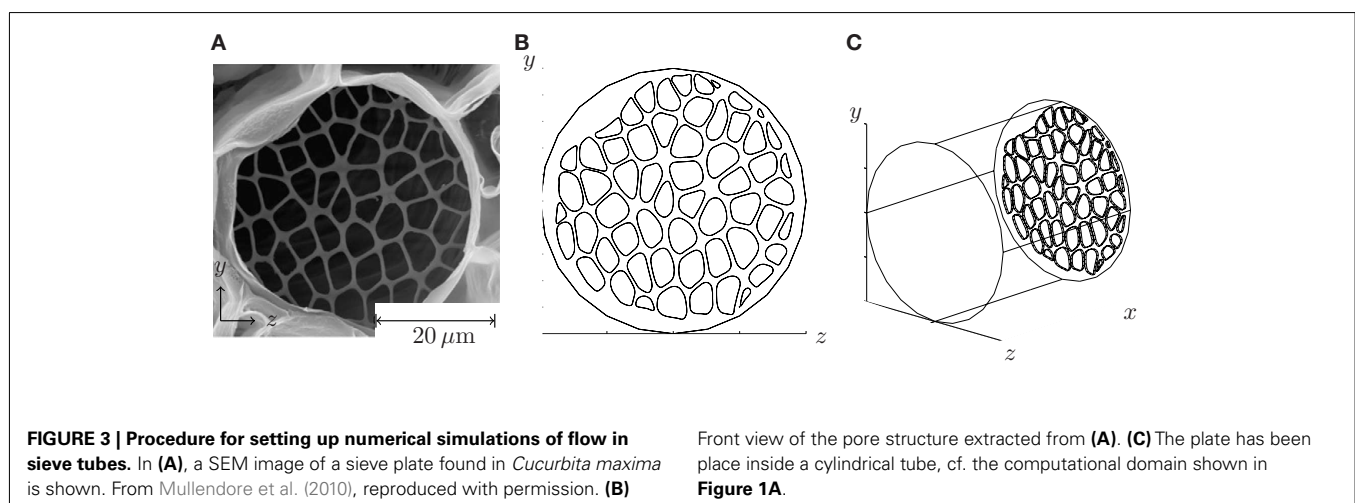 A
B
C
y
y
y
z
20 μm
z
x
z
FIGURE 3 | Procedure for setting up numerical simulations of flow in
sieve tubes. In (A), a SEM image of a sieve plate found in Cucurbita maxima
is shown. From Mullendore et al. (2010), reproduced with permission. (B)
Front view of the pore structure extracted from (A). (C) The plate has been
place inside a cylindrical tube, cf. the computational domain shown in
Figure 1A.